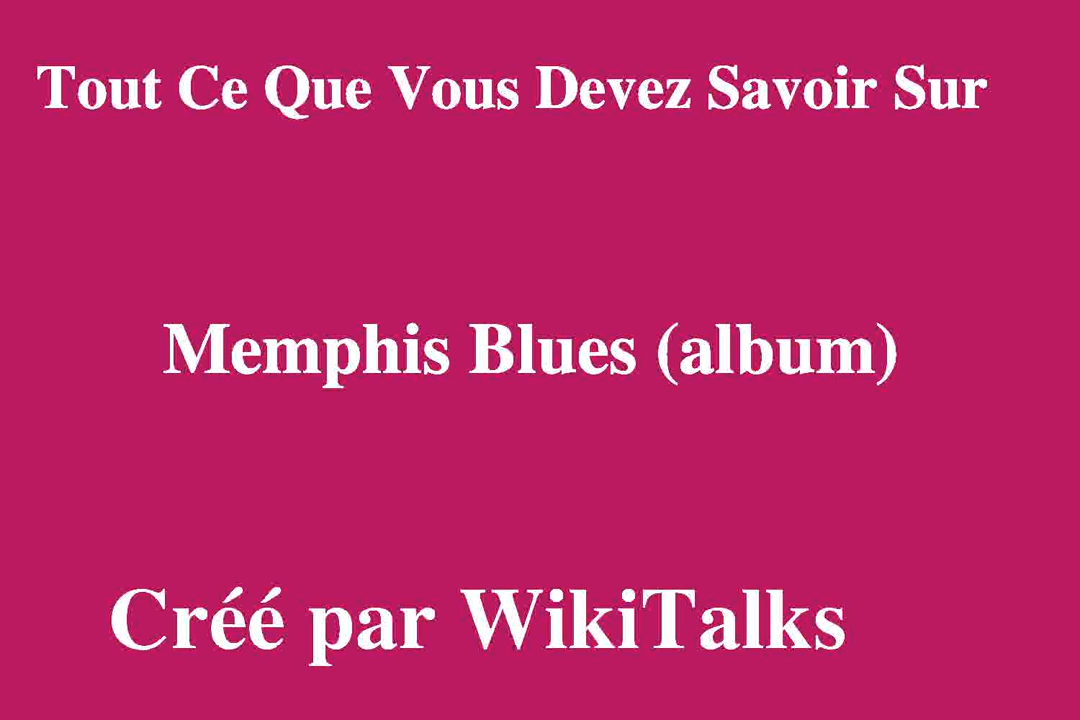 Tout Ce Que Vous Devez Savoir Sur
Memphis Blues (album)
Créé par WikiTalks